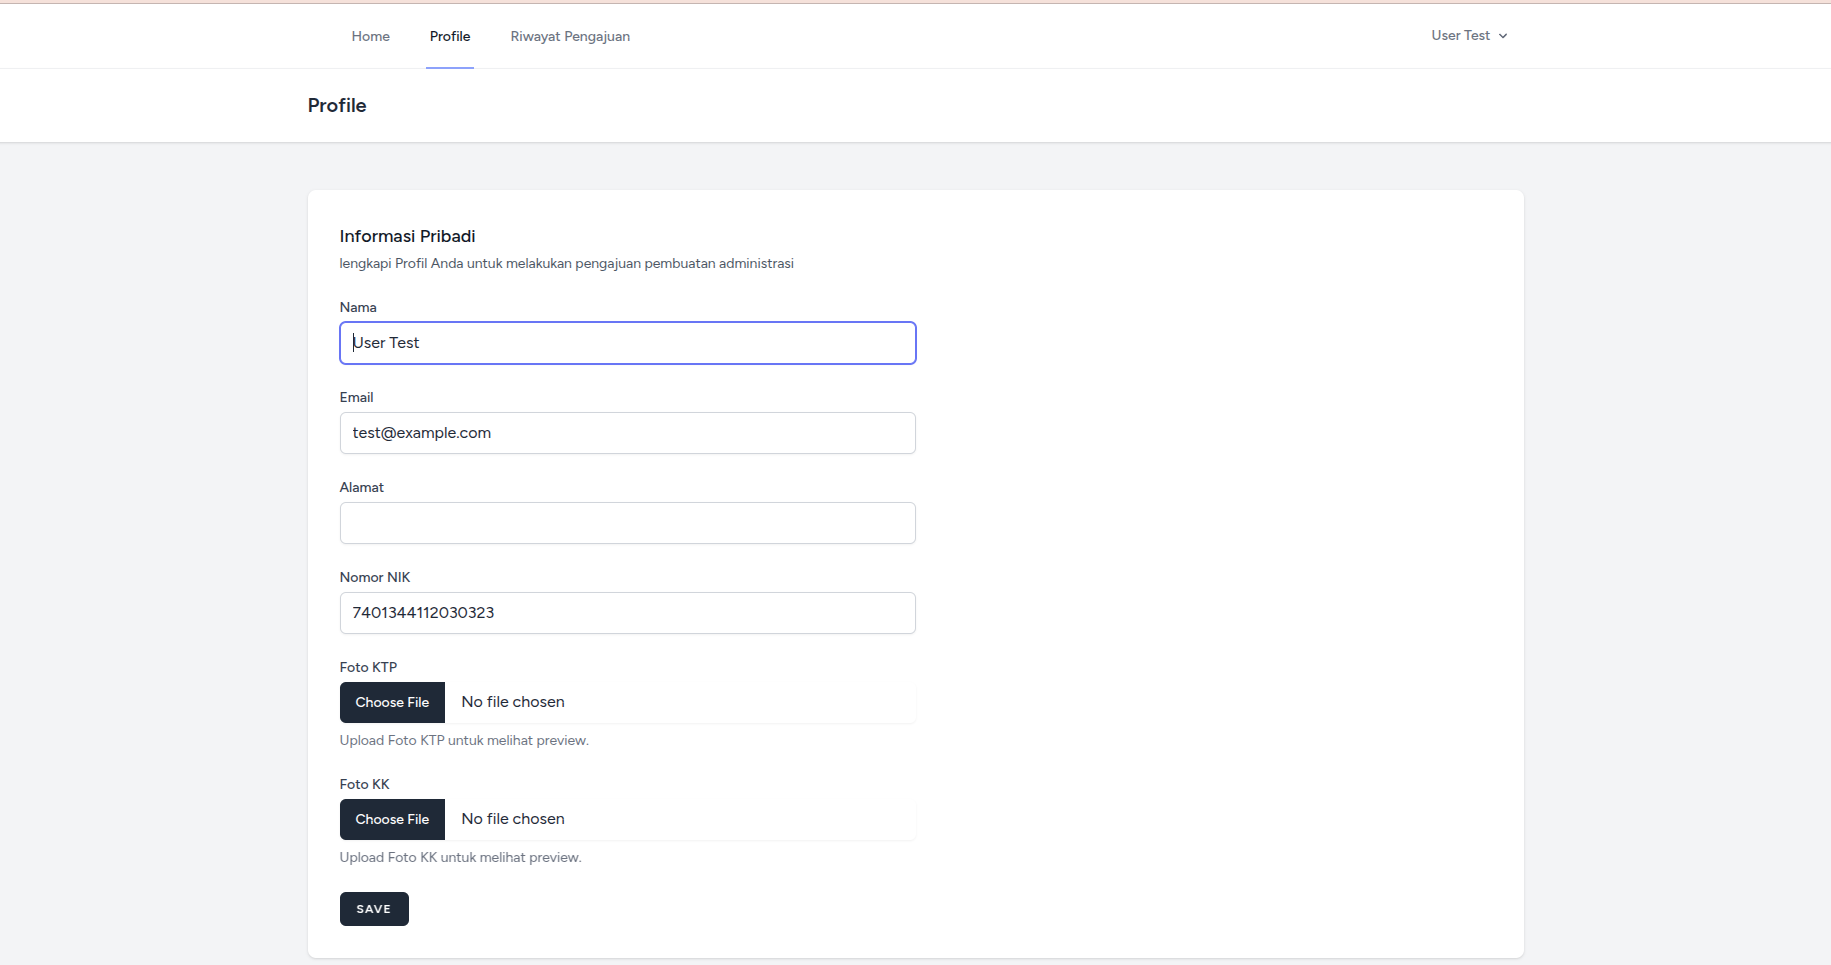 Home Profile Riwayat Pengajuan User Test
Profile
Informasi Pribadi
lengkapi Profil Anda untuk melakukan pengajuan pembuatan administrasi
Nama
User Test
Email
test@example.com
Alamat
Nomor NIK
7401344112030323
Foto KTP
Choose File No file chosen
Upload Foto KTP untuk melihat preview.
Foto KK
Choose File No file chosen
Upload Foto KK untuk melihat preview.
SAVE